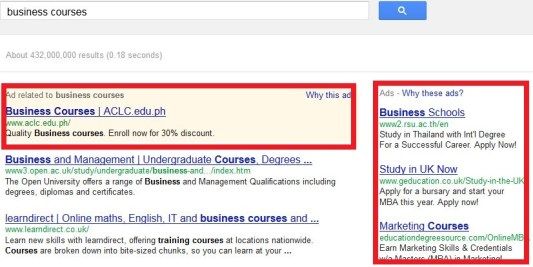 business courses
About 432,000,000 results (0.18 seconds)
Ad related to business courses
Why this ad
Business Courses | ACLC.edu.ph
www.aclc.edu.ph/
Quality Business courses. Enroll now for 30% discount.
Business and Management | Undergraduate Courses, Degrees ...
www3.open.ac.uk/study/undergraduate/business-and.../index.htm
The Open University offers a range of Business and Management Qualifications including
degrees, diplomas and certificates.
learndirect | Online maths, English, IT and business courses and ...
www.learndirect.co.uk/
Learn new skills with learndirect, offering training courses at locations nationwide.
Courses are broken down into bite-sized chunks, so you can learn at your ...
Ads - Why these ads?
Business Schools
www2.rsu.ac.th/en
Study in Thailand with Int'l Degree
For a Successful Career. Apply Now!
Study in UK Now
www.geducation.co.uk/Study-in-the-UK
Apply for a bursary and start your
MBA this year. Apply now.
Marketing Courses
educationdegreesource.com/OnlineMB
Earn Marketing Skills & Credentials
w/a Masters (MBA) in Marketing!